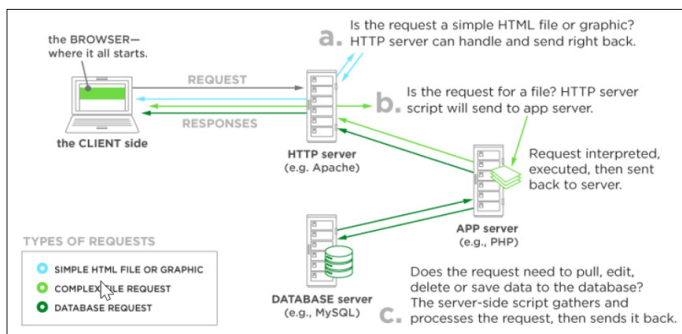 the BROWSER—
where it all starts.
REQUEST
RESPONSES
the CLIENT side
HTTP server
(e.g. Apache)
a. Is the request a simple HTML file or graphic?
HTTP server can handle and send right back.
b. Is the request for a file? HTTP server
script will send to app server.
Request interpreted,
executed, then sent
back to server.
APP server
(e.g., PHP)
DATABASE server
(e.g., MySQL)
c. Does the request need to pull, edit,
delete or save data to the database?
The server-side script gathers and
processes the request, then sends it back.
TYPES OF REQUESTS
SIMPLE HTML FILE OR GRAPHIC
COMPLEX FILE REQUEST
DATABASE REQUEST